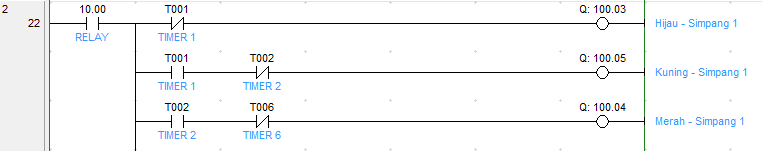 2 10.00 T001 Q: 100.03
22 Hijau - Simpang 1
RELAY TIMER 1
T001 T002 Q: 100.05
Kuning - Simpang 1
TIMER 1 TIMER 2
T002 T006 Q: 100.04
Merah - Simpang 1
TIMER 2 TIMER 6